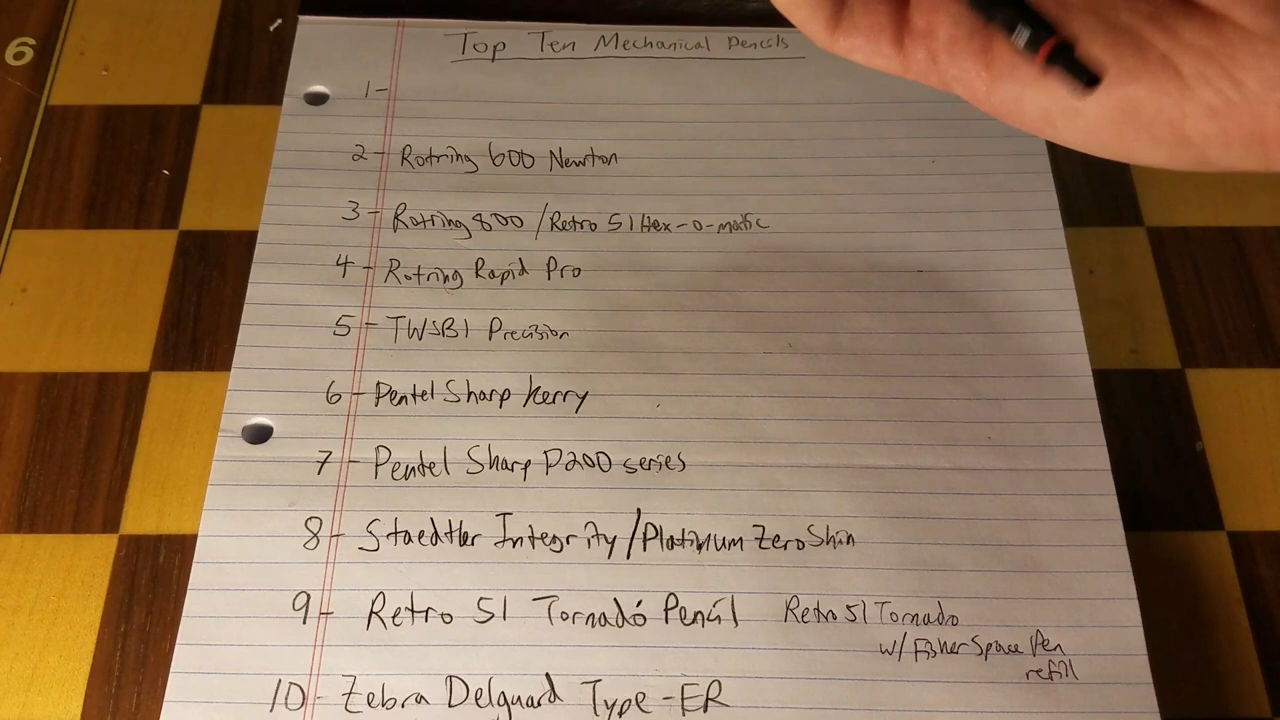 6
Top Ten Mechanical Pencils
1-
2- Rotring 600 Newton
3- Rotring 800 / Retro 51 Hex-o-matic
4- Rotring Rapid Pro
5- TWSBI Precision
6- Pentel Sharp Kerry
7- Pentel Sharp P200 series
8- Staedtler Integrity / Platinum Zero Shin
9- Retro 51 Tornado Pencil Retro 51 Tornado
w/ Fisher Space Pen
refill
10- Zebra Delguard Type-ER